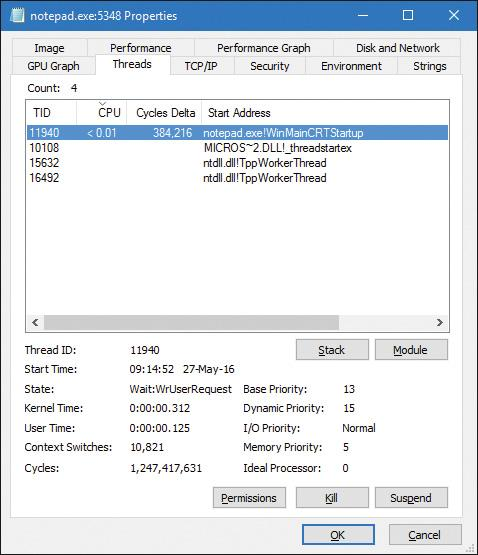 notepad.exe:5348 Properties
Image Performance Performance Graph Disk and Network
GPU Graph Threads TCP/IP Security Environment Strings
Count: 4
TID CPU Cycles Delta Start Address
11940 < 0.01 384,216 notepad.exe!WinMainCRTStartup
10108 MICROS~2.DLL!_threadstartex
15632 ntdll.dll!TppWorkerThread
16492 ntdll.dll!TppWorkerThread
Thread ID: 11940 Stack Module
Start Time: 09:14:52 27-May-16
State: Wait:WrUserRequest Base Priority: 13
Kernel Time: 0:00:00.312 Dynamic Priority: 15
User Time: 0:00:00.125 I/O Priority: Normal
Context Switches: 10,821 Memory Priority: 5
Cycles: 1,247,417,631 Ideal Processor: 0
Permissions Kill Suspend
OK Cancel